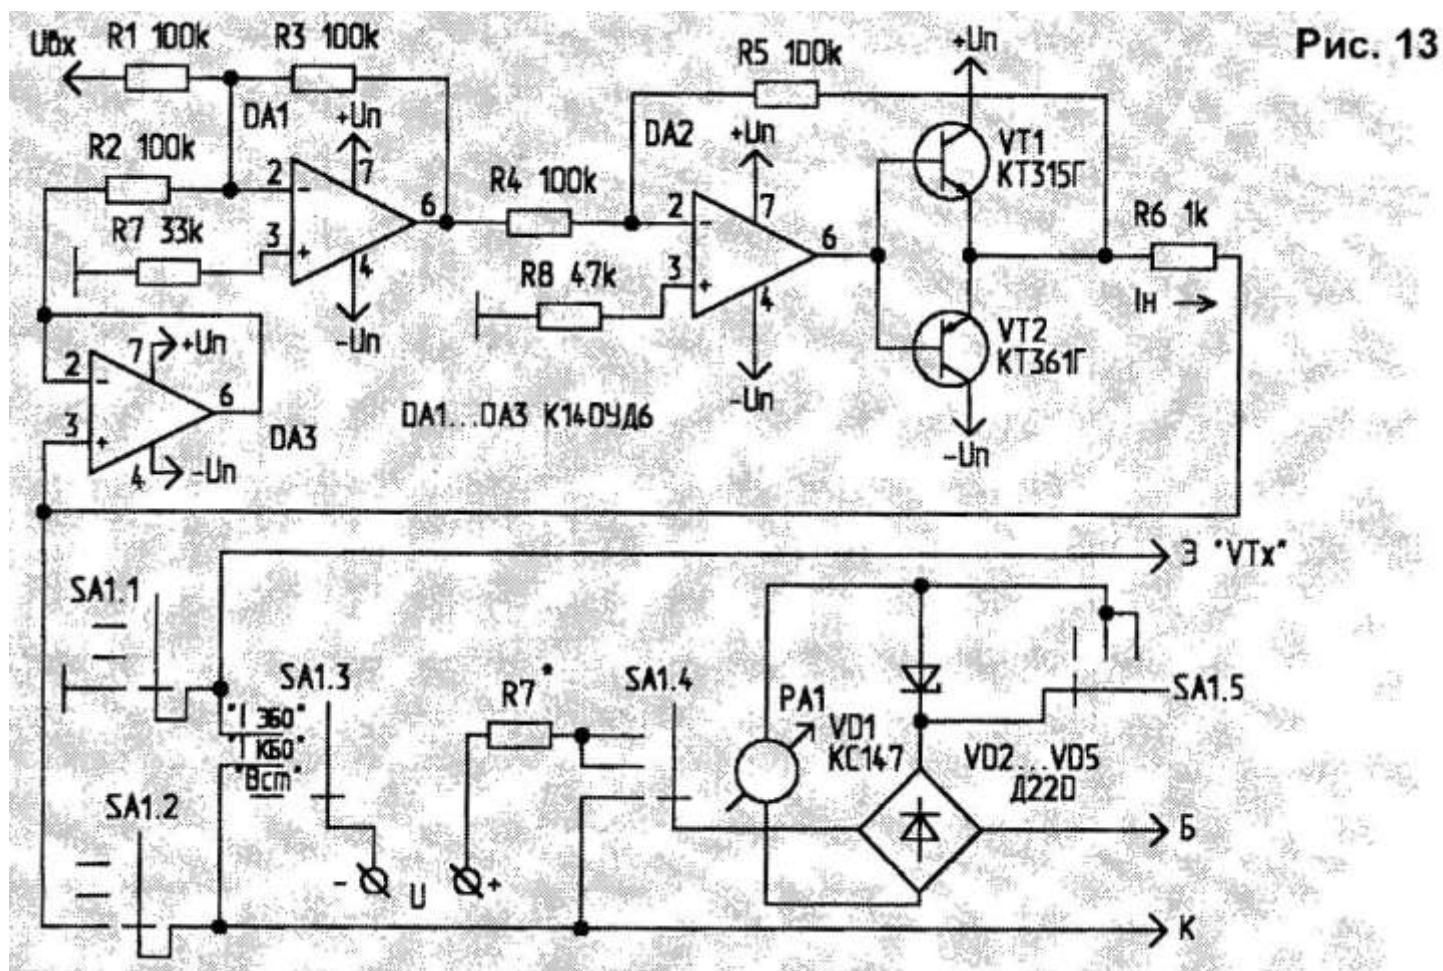 Рис. 13
Uвх
R1 100k
R3 100k
R5 100k
+Uп
DA1
+Uп
DA2
+Uп
VT1
КТ315Г
R2 100k
2
-
7
R4 100k
2
-
7
R7 33k
3
+
4
6
R6 1k
R8 47k
3
+
4
6
Iн
-Uп
VT2
КТ361Г
2
-
7
+Uп
6
3
+
4
-Uп
DA3
DA1...DA3 К140УД6
-Uп
-Uп
Э "VTx"
SA1.1
SA1.3
R7*
SA1.4
SA1.5
"I ЭБО"
"I КБО"
"Вст"
PA1
VD1
КС147
VD2...VD5
Д220
SA1.2
Б
-
U
+
К